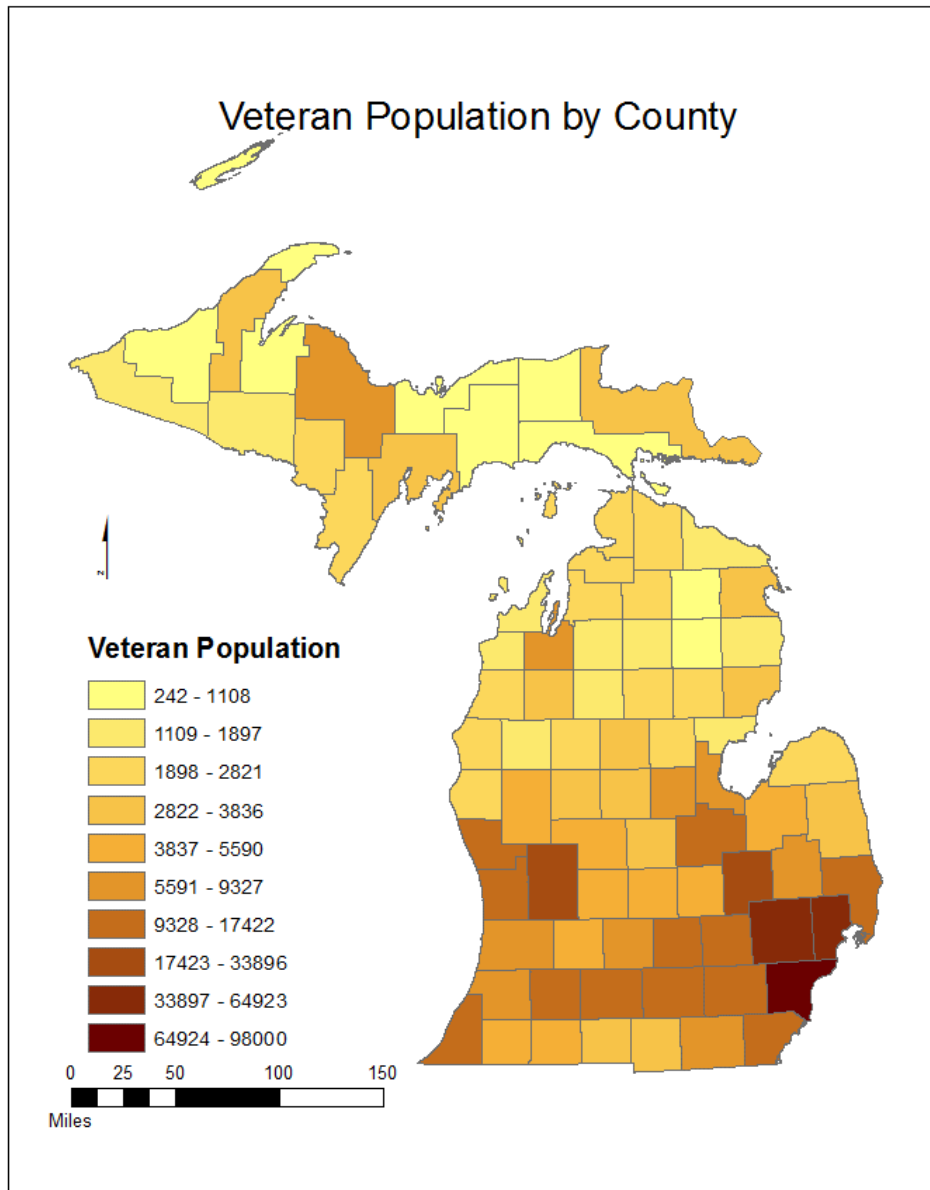 Veteran Population by County
z
Veteran Population
242 - 1108
1109 - 1897
1898 - 2821
2822 - 3836
3837 - 5590
5591 - 9327
9328 - 17422
17423 - 33896
33897 - 64923
64924 - 98000
0 25 50 100 150
Miles